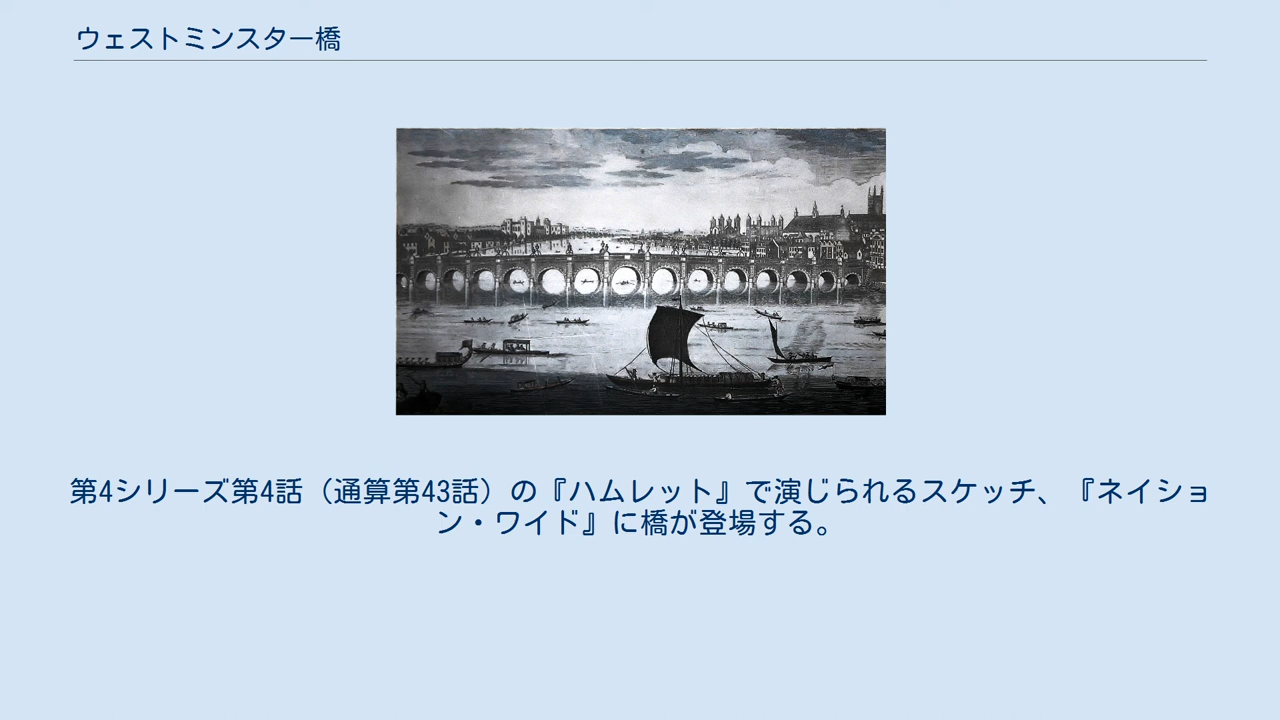 ウェストミンスター橋
第4シリーズ第4話（通算第43話）の『ハムレット』で演じられるスケッチ、『ネイショ
ン・ワイド』に橋が登場する。